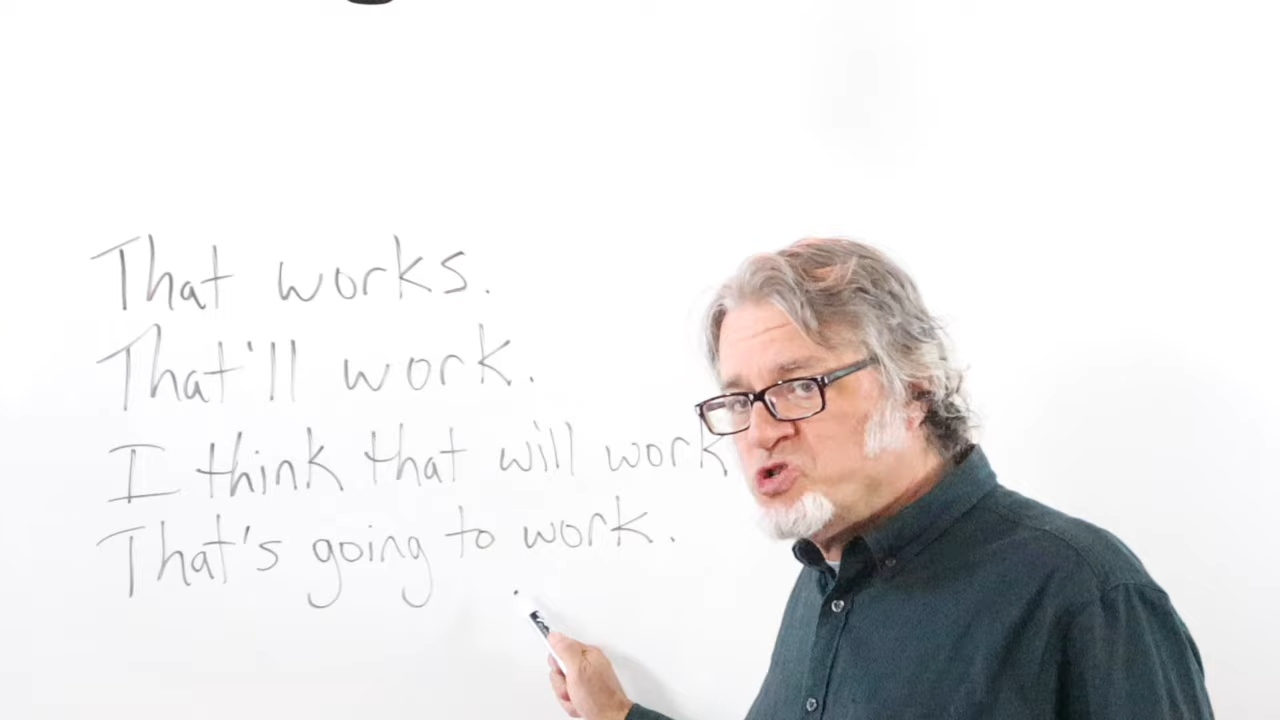 That works.
That'll work.
I think that will work
That's going to work.